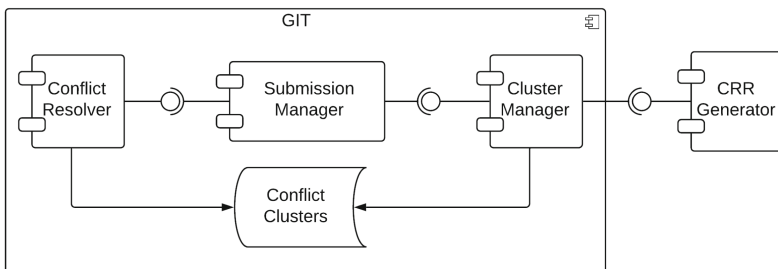 GIT
Conflict
Resolver
Submission
Manager
Cluster
Manager
CRR
Generator
Conflict
Clusters